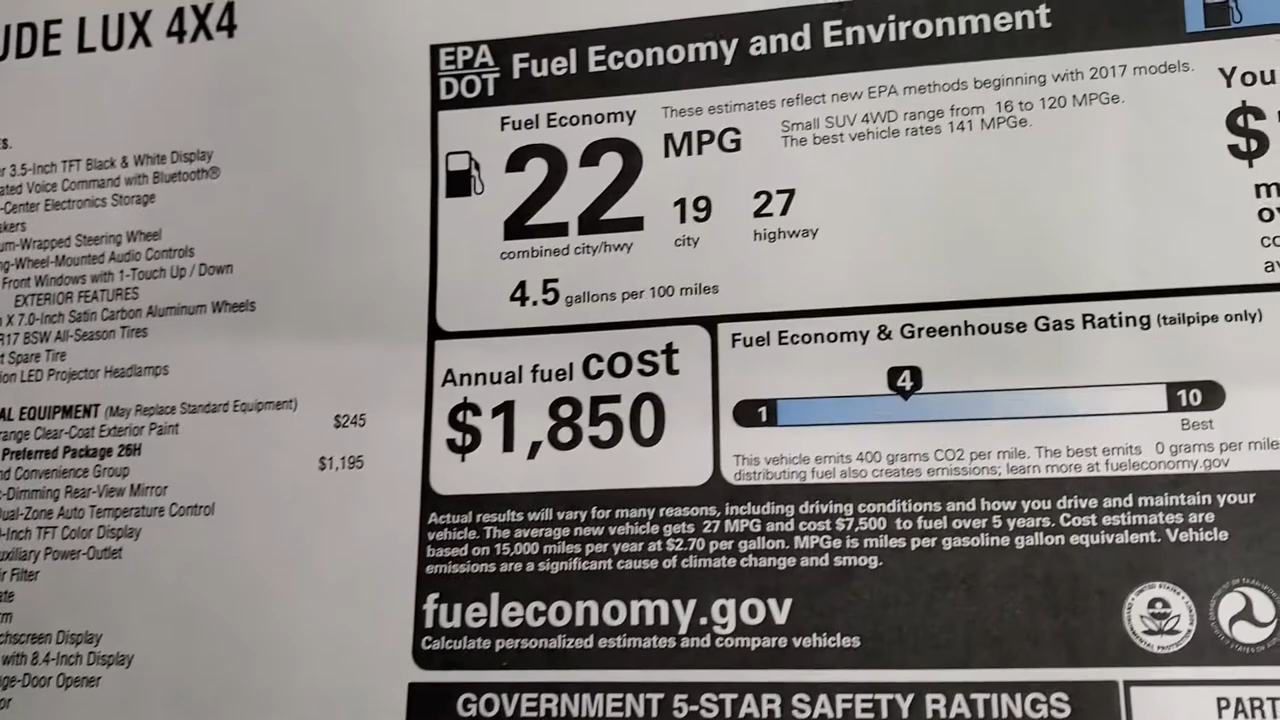 UDE LUX 4X4
S.
r 3.5-Inch TFT Black & White Display
ated Voice Command with Bluetooth®
-Center Electronics Storage
akers
um-Wrapped Steering Wheel
ng-Wheel-Mounted Audio Controls
Front Windows with 1-Touch Up / Down
EXTERIOR FEATURES
X 7.0-Inch Satin Carbon Aluminum Wheels
R17 BSW All-Season Tires
t Spare Tire
ion LED Projector Headlamps
AL EQUIPMENT (May Replace Standard Equipment)
range Clear-Coat Exterior Paint $245
Preferred Package 26H
nd Convenience Group $1,195
-Dimming Rear-View Mirror
Dual-Zone Auto Temperature Control
-Inch TFT Color Display
uxiliary Power-Outlet
ir Filter
ate
rm
chscreen Display
with 8.4-Inch Display
ge-Door Opener
or
EPA
DOT
Fuel Economy and Environment
Fuel Economy
These estimates reflect new EPA methods beginning with 2017 models.
22 MPG
Small SUV 4WD range from 16 to 120 MPGe.
The best vehicle rates 141 MPGe.
19 27
combined city/hwy city highway
4.5 gallons per 100 miles
You
$
m
ov
co
av
Annual fuel cost
$1,850
Fuel Economy & Greenhouse Gas Rating (tailpipe only)
4
1 10
Best
This vehicle emits 400 grams CO2 per mile. The best emits 0 grams per mile
distributing fuel also creates emissions; learn more at fueleconomy.gov
Actual results will vary for many reasons, including driving conditions and how you drive and maintain your
vehicle. The average new vehicle gets 27 MPG and cost $7,500 to fuel over 5 years. Cost estimates are
based on 15,000 miles per year at $2.70 per gallon. MPGe is miles per gasoline gallon equivalent. Vehicle
emissions are a significant cause of climate change and smog.
fueleconomy.gov
Calculate personalized estimates and compare vehicles
GOVERNMENT 5-STAR SAFETY RATINGS
PART